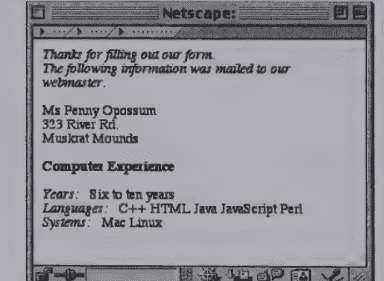 Netscape:
Thanks for filling out our form.
The following information was mailed to our
webmaster.
Ms Penny Opossum
323 River Rd.
Muskrat Mounds
Computer Experience
Years: Six to ten years
Languages: C++ HTML Java JavaScript Perl
Systems: Mac Linux